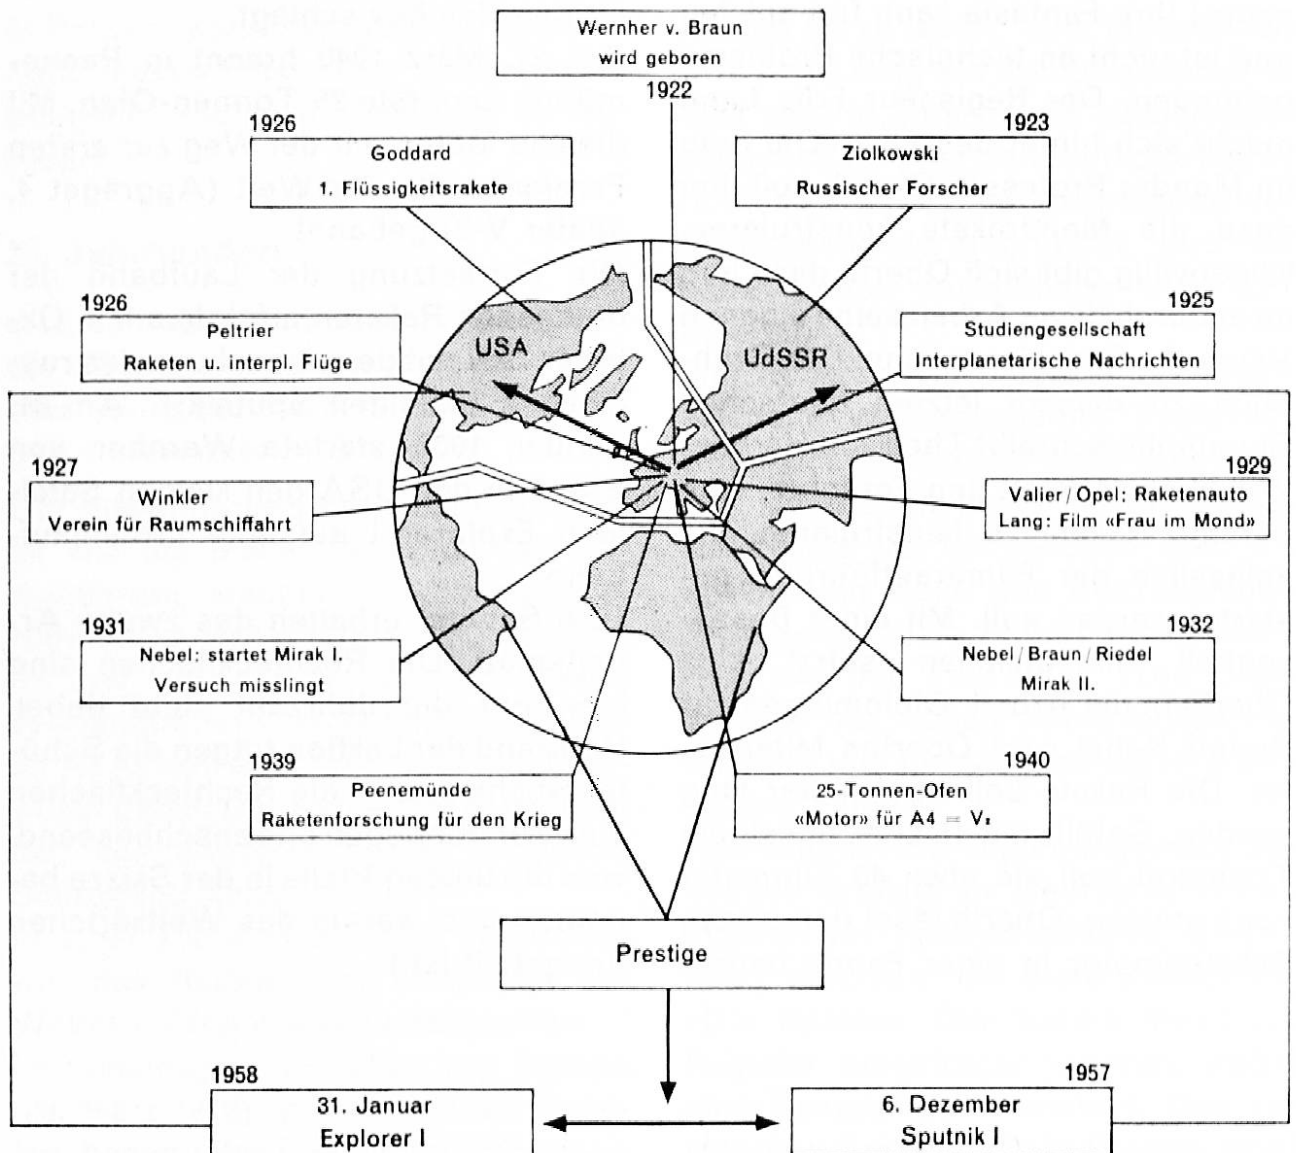 Wernher v. Braun
wird geboren
1922
1926
Goddard
1. Flüssigkeitsrakete
1923
Ziolkowski
Russischer Forscher
1926
Peltrier
Raketen u. interpl. Flüge
USA
UdSSR
1925
Studiengesellschaft
Interplanetarische Nachrichten
1927
Winkler
Verein für Raumschiffahrt
1929
Valier/Opel: Raketenauto
Lang: Film «Frau im Mond»
1931
Nebel: startet Mirak I.
Versuch misslingt
1932
Nebel/Braun/Riedel
Mirak II.
1939
Peenemünde
Raketenforschung für den Krieg
1940
25-Tonnen-Ofen
«Motor» für A4 = V₂
Prestige
1958
31. Januar
Explorer I
1957
6. Dezember
Sputnik I